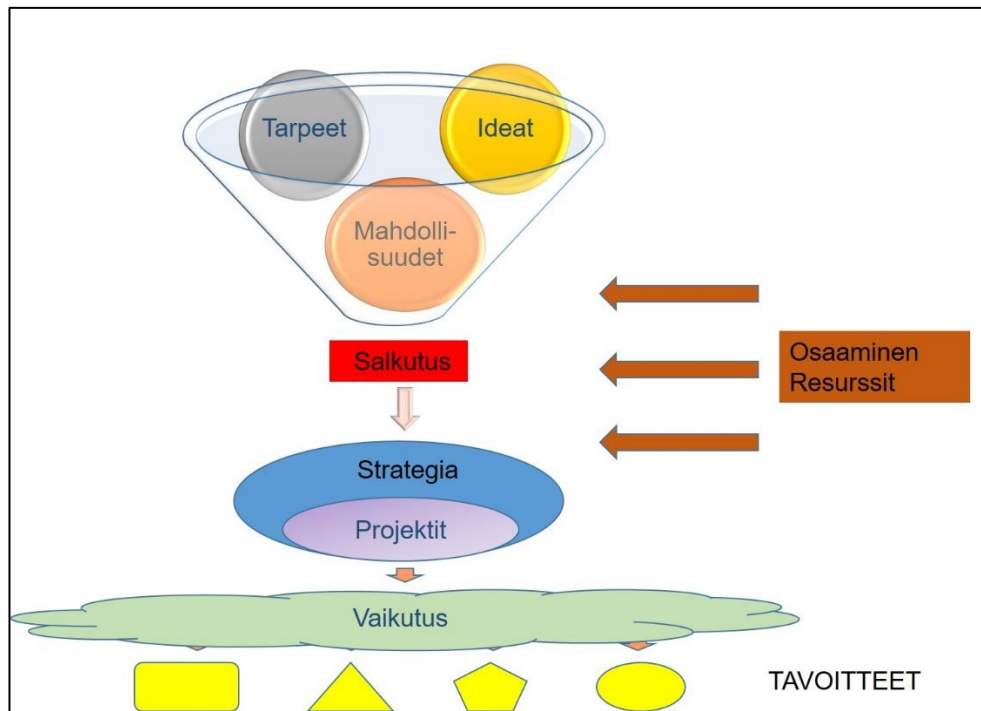 Tarpeet
Ideat
Mahdolli-
suudet
Salkutus
Osaaminen
Resurssit
Strategia
Projektit
Vaikutus
TAVOITTEET